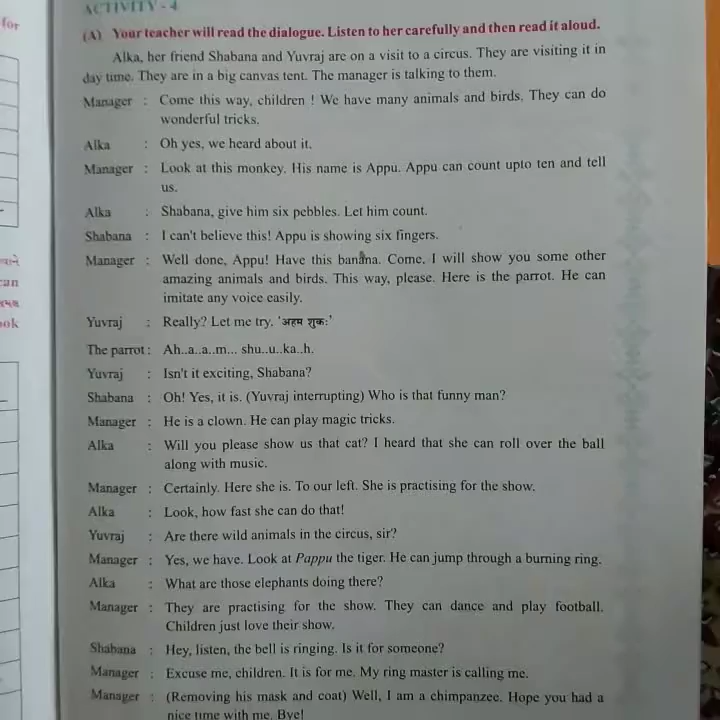 for
ACTIVITY - 4
(A) Your teacher will read the dialogue. Listen to her carefully and then read it aloud.
Alka, her friend Shabana and Yuvraj are on a visit to a circus. They are visiting it in
day time. They are in a big canvas tent. The manager is talking to them.
Manager : Come this way, children ! We have many animals and birds. They can do
wonderful tricks.
Alka : Oh yes, we heard about it.
Manager : Look at this monkey. His name is Appu. Appu can count upto ten and tell
us.
Alka : Shabana, give him six pebbles. Let him count.
Shabana : I can't believe this! Appu is showing six fingers.
Manager : Well done, Appu! Have this banana. Come, I will show you some other
amazing animals and birds. This way, please. Here is the parrot. He can
imitate any voice easily.
Yuvraj : Really? Let me try. 'अहम शुकः'
The parrot : Ah..a..a..m... shu..u..ka..h.
Yuvraj : Isn't it exciting, Shabana?
Shabana : Oh! Yes, it is. (Yuvraj interrupting) Who is that funny man?
Manager : He is a clown. He can play magic tricks.
Alka : Will you please show us that cat? I heard that she can roll over the ball
along with music.
Manager : Certainly. Here she is. To our left. She is practising for the show.
Alka : Look, how fast she can do that!
Yuvraj : Are there wild animals in the circus, sir?
Manager : Yes, we have. Look at Pappu the tiger. He can jump through a burning ring.
Alka : What are those elephants doing there?
Manager : They are practising for the show. They can dance and play football.
Children just love their show.
Shabana : Hey, listen, the bell is ringing. Is it for someone?
Manager : Excuse me, children. It is for me. My ring master is calling me.
Manager : (Removing his mask and coat) Well, I am a chimpanzee. Hope you had a
nice time with me. Bye!